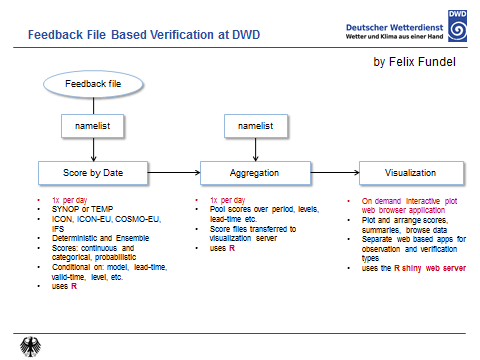 Feedback File Based Verification at DWD
Deutscher Wetterdienst
Wetter und Klima aus einer Hand
DWD
by Felix Fundel
Feedback file
namelist
namelist
Score by Date
Aggregation
Visualization
• 1x per day
• SYNOP or TEMP
• ICON, ICON-EU, COSMO-EU,
IFS
• Deterministic and Ensemble
• Scores: continuous and
categorical, probabilistic
• Conditional on: model, lead-time,
valid-time, level, etc.
• uses R
• 1x per day
• Pool scores over period, levels,
lead-time etc.
• Score files transferred to
visualization server
• uses R
• On demand interactive plot
web browser application
• Plot and arrange scores,
summaries, browse data
• Separate web based apps for
observation and verification
types
• uses the R shiny web server